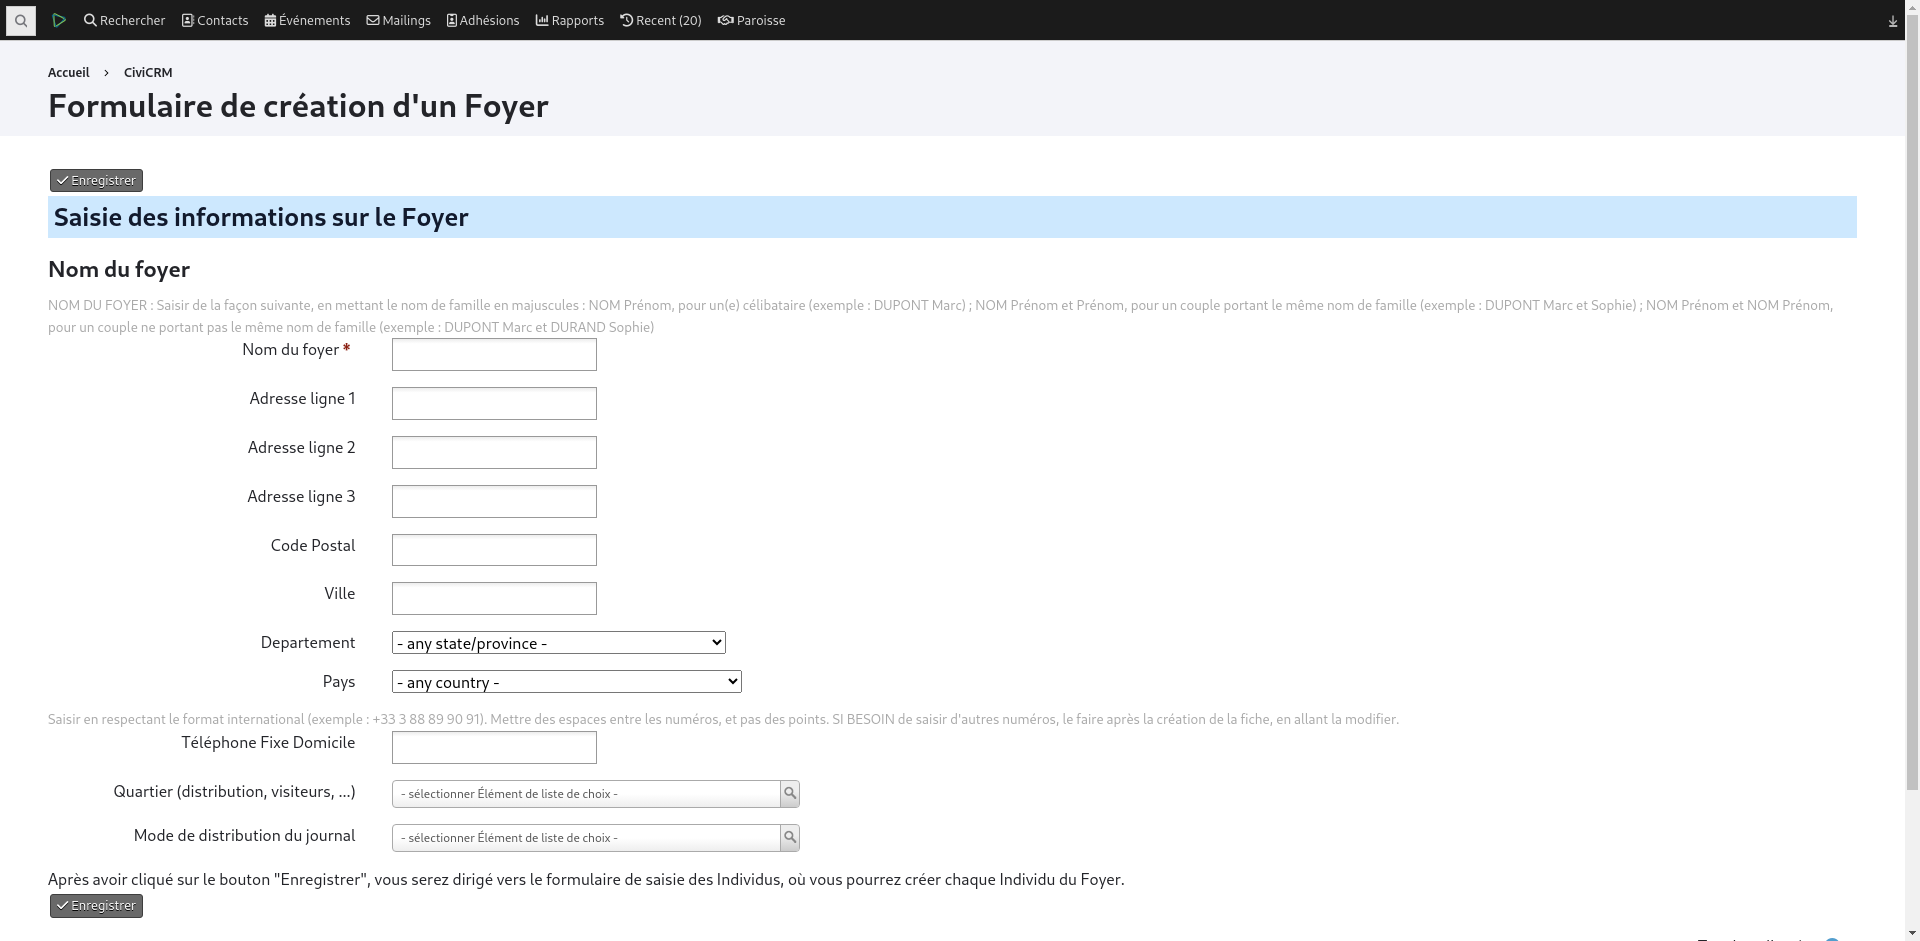 Rechercher Contacts Événements Mailings Adhésions Rapports Recent (20) Paroisse
Accueil > CiviCRM
Formulaire de création d'un Foyer
Enregistrer
Saisie des informations sur le Foyer
Nom du foyer
NOM DU FOYER : Saisir de la façon suivante, en mettant le nom de famille en majuscules : NOM Prénom, pour un(e) célibataire (exemple : DUPONT Marc) ; NOM Prénom et Prénom, pour un couple portant le même nom de famille (exemple : DUPONT Marc et Sophie) ; NOM Prénom et NOM Prénom,
pour un couple ne portant pas le même nom de famille (exemple : DUPONT Marc et DURAND Sophie)
Nom du foyer *
Adresse ligne 1
Adresse ligne 2
Adresse ligne 3
Code Postal
Ville
Departement - any state/province -
Pays - any country -
Saisir en respectant le format international (exemple : +33 3 88 89 90 91). Mettre des espaces entre les numéros, et pas des points. SI BESOIN de saisir d'autres numéros, le faire après la création de la fiche, en allant la modifier.
Téléphone Fixe Domicile
Quartier (distribution, visiteurs, ...) - sélectionner Élément de liste de choix -
Mode de distribution du journal - sélectionner Élément de liste de choix -
Après avoir cliqué sur le bouton "Enregistrer", vous serez dirigé vers le formulaire de saisie des Individus, où vous pourrez créer chaque Individu du Foyer.
Enregistrer